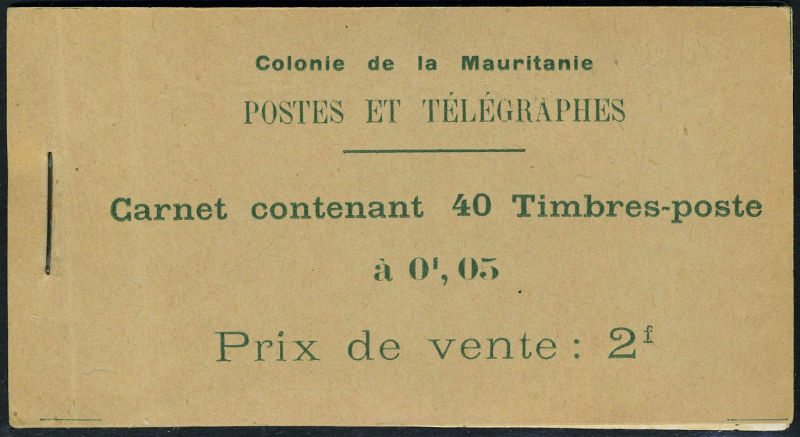 Colonie de la Mauritanie
POSTES ET TÉLÉGRAPHES
Carnet contenant 40 Timbres-poste
à 0ᶠ, 05
Prix de vente : 2ᶠ